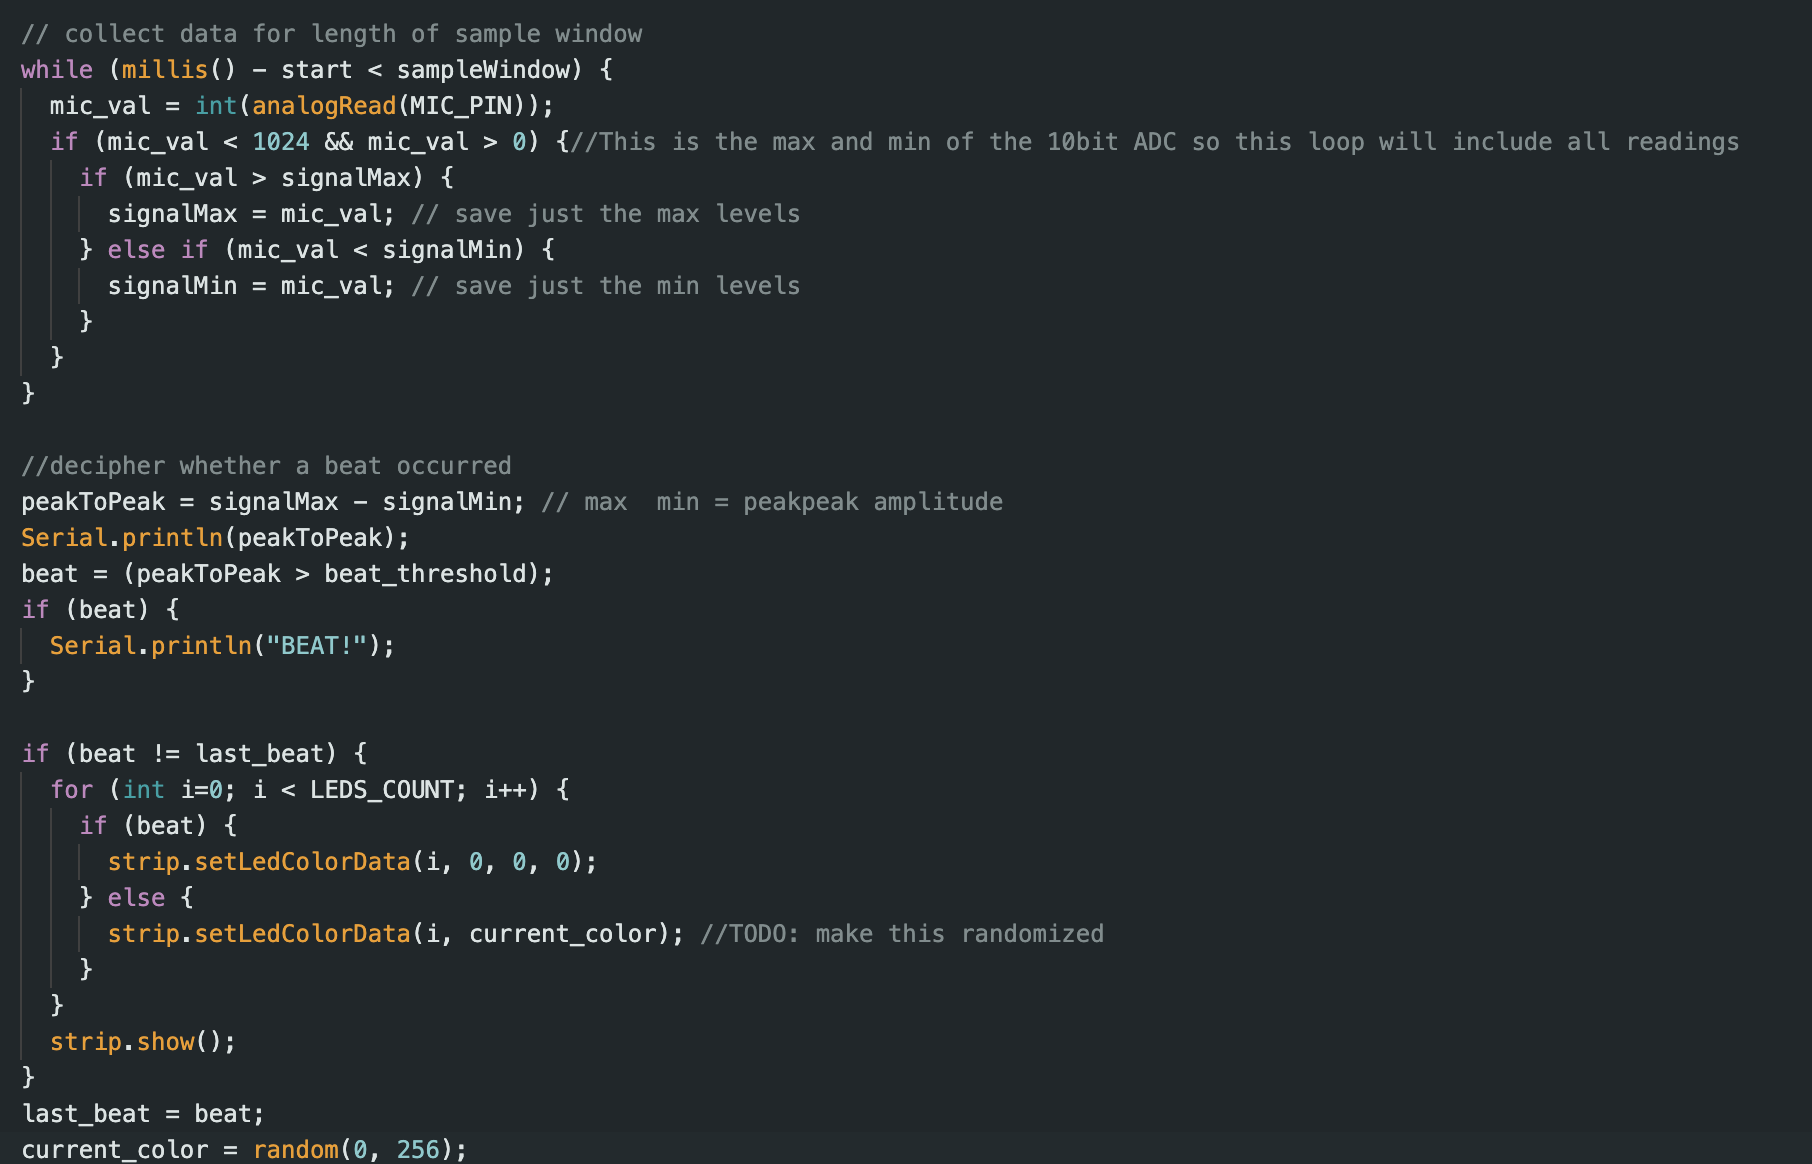 // collect data for length of sample window
while (millis() - start < sampleWindow) {
mic_val = int(analogRead(MIC_PIN));
if (mic_val < 1024 && mic_val > 0) {//This is the max and min of the 10bit ADC so this loop will include all readings
if (mic_val > signalMax) {
signalMax = mic_val; // save just the max levels
} else if (mic_val < signalMin) {
signalMin = mic_val; // save just the min levels
}
}
}
//decipher whether a beat occurred
peakToPeak = signalMax - signalMin; // max  min = peakpeak amplitude
Serial.println(peakToPeak);
beat = (peakToPeak > beat_threshold);
if (beat) {
Serial.println("BEAT!");
}
if (beat != last_beat) {
for (int i=0; i < LEDS_COUNT; i++) {
if (beat) {
strip.setLedColorData(i, 0, 0, 0);
} else {
strip.setLedColorData(i, current_color); //TODO: make this randomized
}
}
strip.show();
}
last_beat = beat;
current_color = random(0, 256);